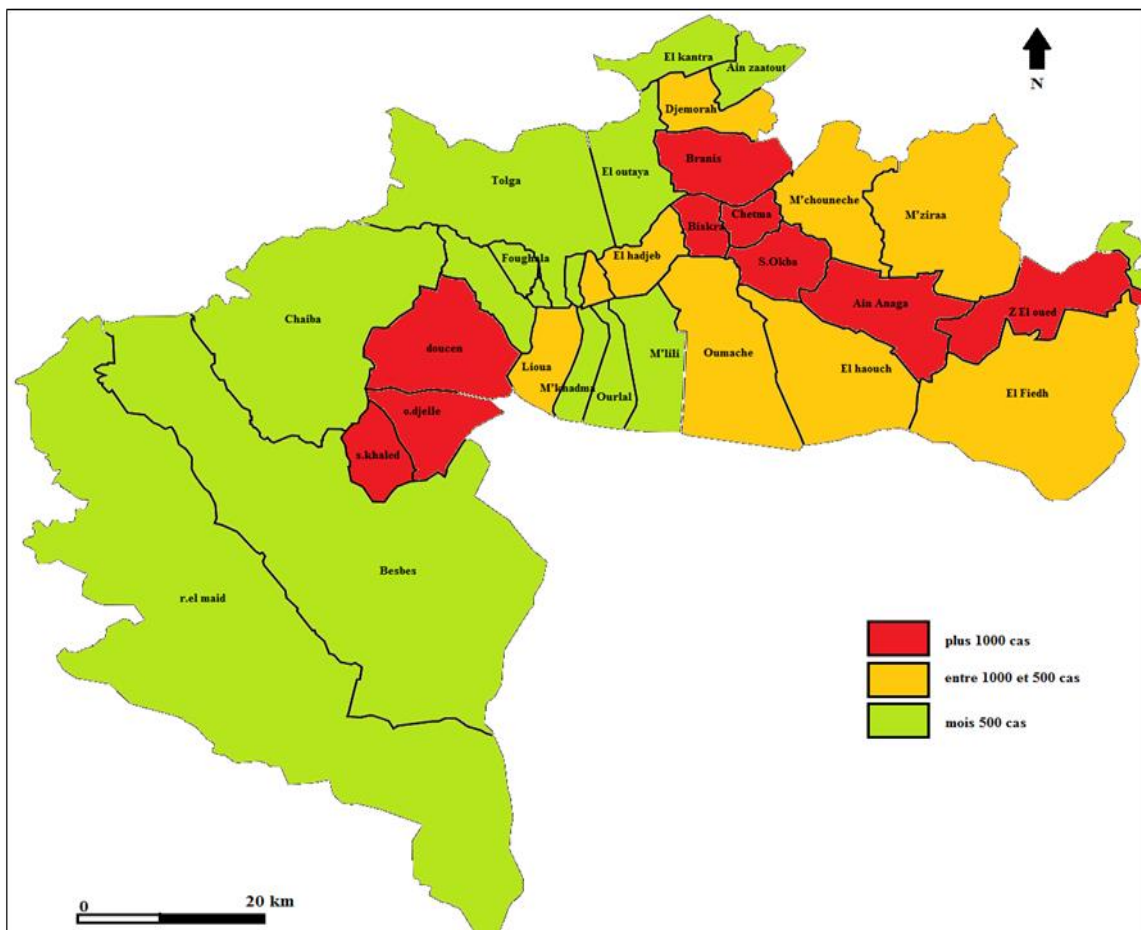 El kantra
Ain zaatout
N
Djemorah
Branis
El outaya
Tolga
M'chouneche
M'ziraa
Chetma
Biskra
El hadjeb
Foughala
S.Okba
Ain Anaga
Z El oued
Chaiba
doucen
Lioua
M'khadma
Ourlal
M'lili
Oumache
El haouch
El Fiedh
o.djelle
s.khaled
Besbes
r.el maid
plus 1000 cas
entre 1000 et 500 cas
mois 500 cas
0 20 km